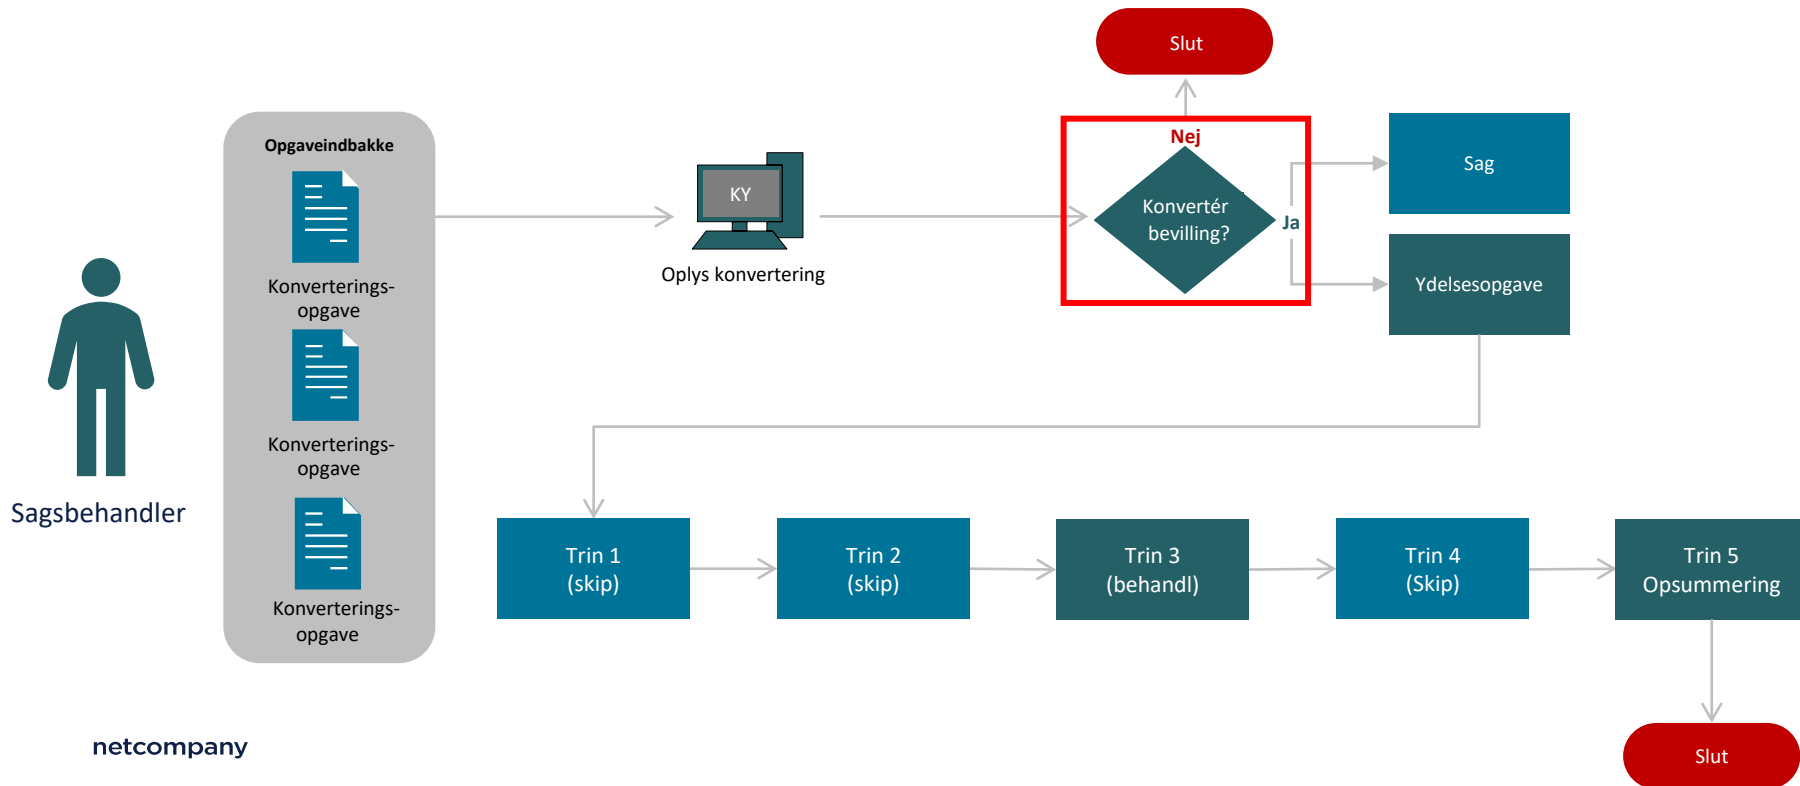 Slut
Opgaveindbakke
Nej
Sag
KY
Konvertér
bevilling?
Ja
Oplys konvertering
Ydelsesopgave
Konverterings-
opgave
Konverterings-
opgave
Sagsbehandler
Konverterings-
opgave
Trin 1
(skip)
Trin 2
(skip)
Trin 3
(behandl)
Trin 4
(Skip)
Trin 5
Opsummering
netcompany
Slut